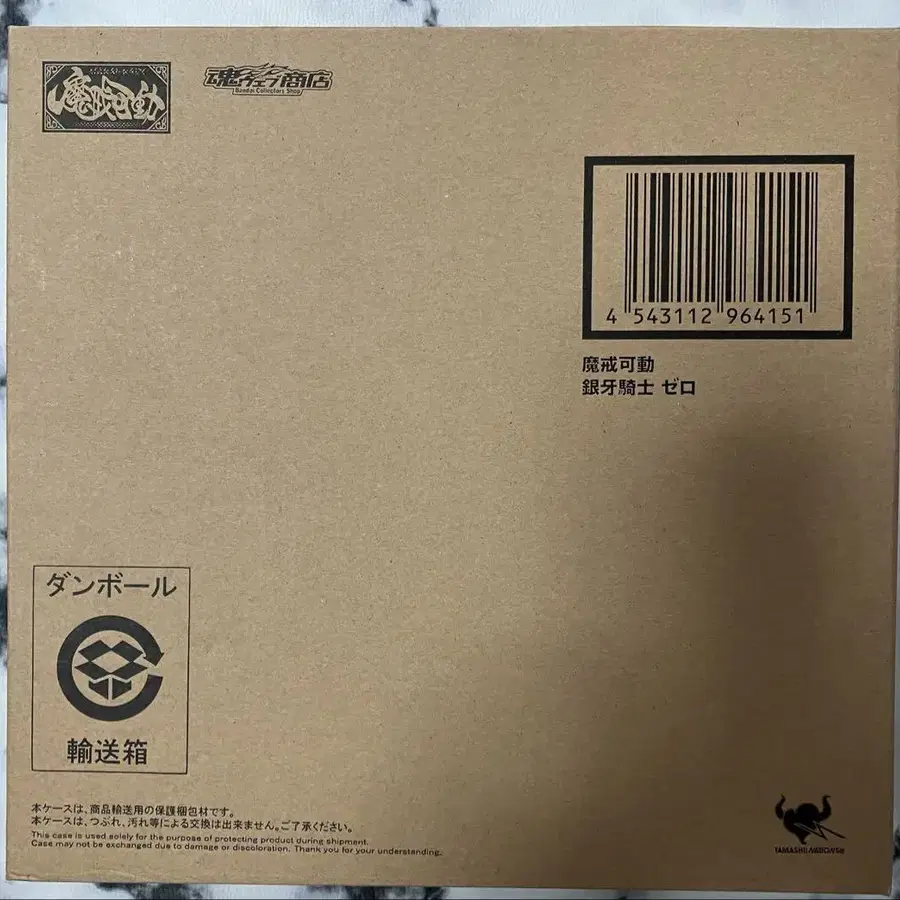 魔戒可動
魂ウェブ商店
Bandai Collectors Shop
4 543112 964151
魔戒可動
銀牙騎士 ゼロ
ダンボール
輸送箱
本ケースは、商品輸送用の保護梱包材です。
本ケースは、つぶれ、汚れ等による交換は出来ません。ご了承ください。
This case is used solely for the purpose of protecting product during shipment.
Case may not be exchanged due to damage or discoloration. Thank you for your understanding.
TAMASHII NATIONS